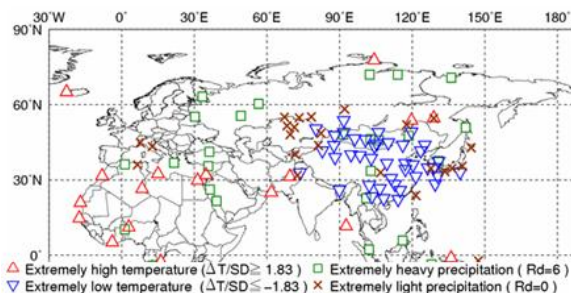 30°W 0° 30°E 60°E 90°E 120°E 150°E 180°
90°N
60°N
30°N
0°
Extremely high temperature (ΔT/SD≧ 1.83)
Extremely heavy precipitation ( Rd=6)
Extremely low temperature (ΔT/SD≦ −1.83)
Extremely light precipitation ( Rd=0)